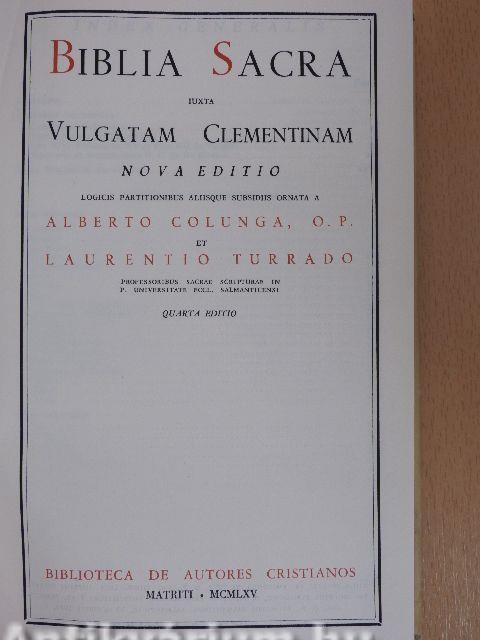 BIBLIA SACRA
IUXTA
VULGATAM CLEMENTINAM
NOVA EDITIO
LOGICIS PARTITIONIBUS ALIISQUE SUBSIDIIS ORNATA A
ALBERTO COLUNGA, O. P.
ET
LAURENTIO TURRADO
PROFESSORIBUS SACRAE SCRIPTURAE IN
P. UNIVERSITATE ECCL. SALMANTICENSI
QUARTA EDITIO
BIBLIOTECA DE AUTORES CRISTIANOS
MATRITI • MCMLXV